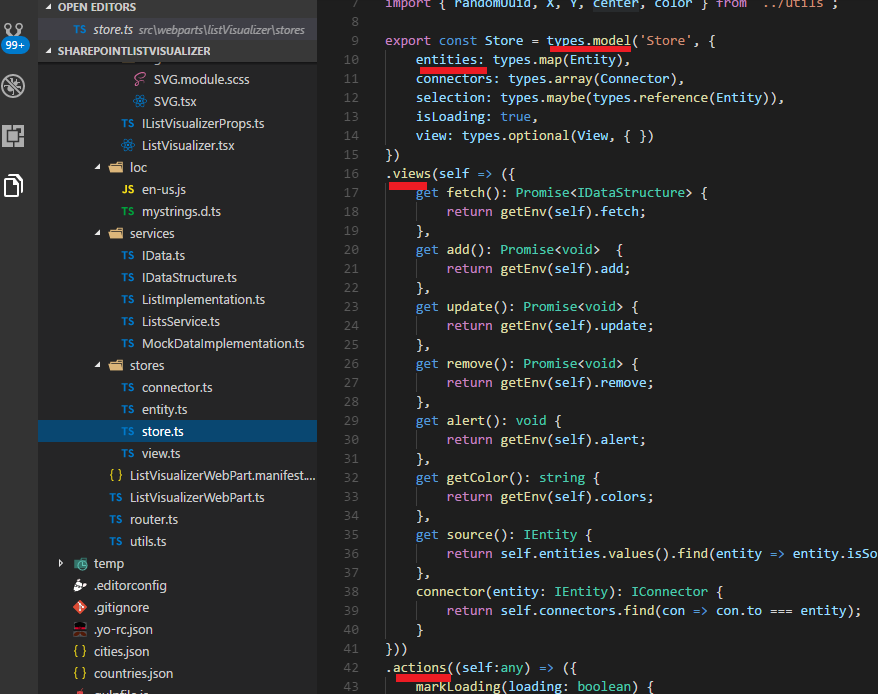 99+
OPEN EDITORS
TS store.ts src\webparts\listVisualizer\stores
SHAREPOINTLISTVISUALIZER
SVG.module.scss
SVG.tsx
TS IListVisualizerProps.ts
ListVisualizer.tsx
loc
JS en-us.js
TS mystrings.d.ts
services
TS IData.ts
TS IDataStructure.ts
TS ListImplementation.ts
TS ListsService.ts
TS MockDataImplementation.ts
stores
TS connector.ts
TS entity.ts
TS store.ts
TS view.ts
{ } ListVisualizerWebPart.manifest....
TS ListVisualizerWebPart.ts
TS router.ts
TS utils.ts
temp
.editorconfig
.gitignore
.yo-rc.json
{ } cities.json
{ } countries.json
gulpfile.js
7 import { randomUuid, X, Y, center, color } from '../utils';
8
9 export const Store = types.model('Store', {
10 entities: types.map(Entity),
11 connectors: types.array(Connector),
12 selection: types.maybe(types.reference(Entity)),
13 isLoading: true,
14 view: types.optional(View, { })
15 })
16 .views(self => ({
17 get fetch(): Promise<IDataStructure> {
18 return getEnv(self).fetch;
19 },
20 get add(): Promise<void> {
21 return getEnv(self).add;
22 },
23 get update(): Promise<void> {
24 return getEnv(self).update;
25 },
26 get remove(): Promise<void> {
27 return getEnv(self).remove;
28 },
29 get alert(): void {
30 return getEnv(self).alert;
31 },
32 get getColor(): string {
33 return getEnv(self).colors;
34 },
35 get source(): IEntity {
36 return self.entities.values().find(entity => entity.isSo
37 },
38 connector(entity: IEntity): IConnector {
39 return self.connectors.find(con => con.to === entity);
40 }
41 }))
42 .actions((self:any) => ({
43 markLoading(loading: boolean) {